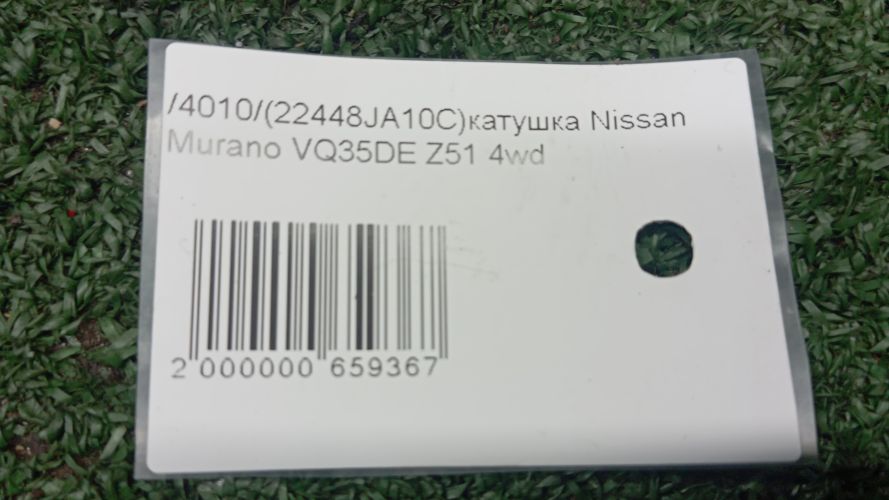 /4010/(22448JA10C)катушка Nissan
Murano VQ35DE Z51 4wd
2 000000 659367